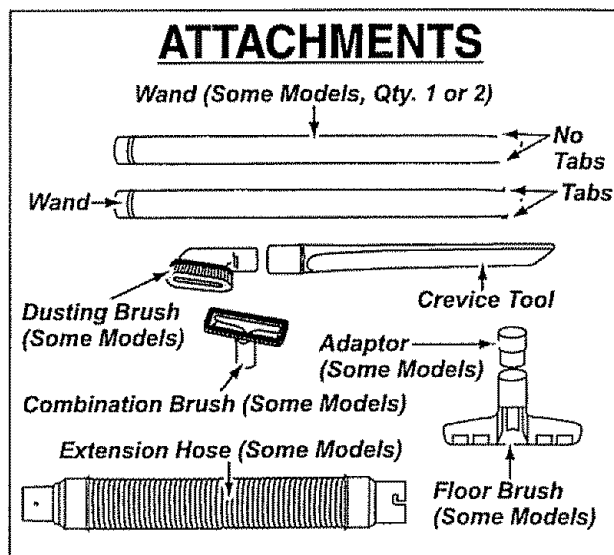 ATTACHMENTS
Wand (Some Models, Qty. 1 or 2)
No
Tabs
Wand
Tabs
Dusting Brush
(Some Models)
Crevice Tool
Adaptor
(Some Models)
Combination Brush (Some Models)
Extension Hose (Some Models)
Floor Brush
(Some Models)